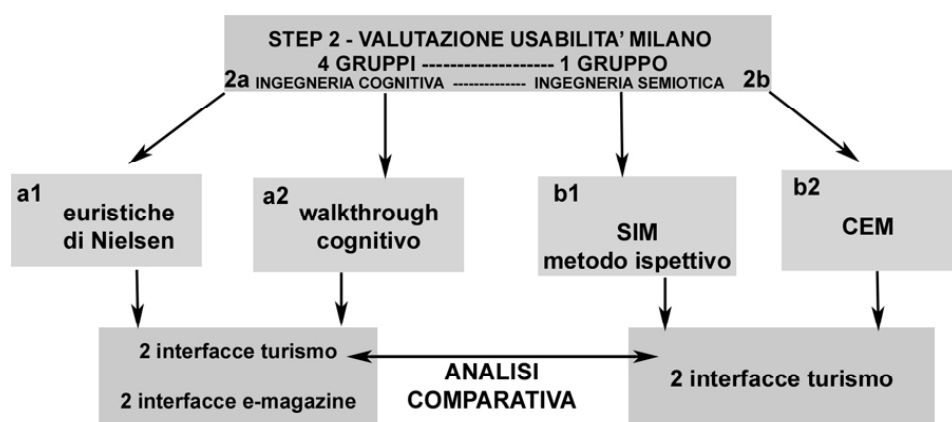 STEP 2 - VALUTAZIONE USABILITA' MILANO
4 GRUPPI ------------------- 1 GRUPPO
2a INGEGNERIA COGNITIVA -------------- INGEGNERIA SEMIOTICA 2b
a1
euristiche
di Nielsen
a2
walkthrough
cognitivo
b1
SIM
metodo ispettivo
b2
CEM
2 interfacce turismo
2 interfacce e-magazine
ANALISI
COMPARATIVA
2 interfacce turismo